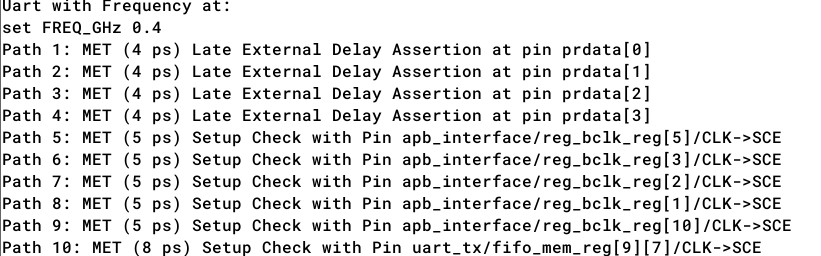 Uart with Frequency at:
set FREQ_GHz 0.4
Path 1: MET (4 ps) Late External Delay Assertion at pin prdata[0]
Path 2: MET (4 ps) Late External Delay Assertion at pin prdata[1]
Path 3: MET (4 ps) Late External Delay Assertion at pin prdata[2]
Path 4: MET (4 ps) Late External Delay Assertion at pin prdata[3]
Path 5: MET (5 ps) Setup Check with Pin apb_interface/reg_bclk_reg[5]/CLK->SCE
Path 6: MET (5 ps) Setup Check with Pin apb_interface/reg_bclk_reg[3]/CLK->SCE
Path 7: MET (5 ps) Setup Check with Pin apb_interface/reg_bclk_reg[2]/CLK->SCE
Path 8: MET (5 ps) Setup Check with Pin apb_interface/reg_bclk_reg[1]/CLK->SCE
Path 9: MET (5 ps) Setup Check with Pin apb_interface/reg_bclk_reg[10]/CLK->SCE
Path 10: MET (8 ps) Setup Check with Pin uart_tx/fifo_mem_reg[9][7]/CLK->SCE